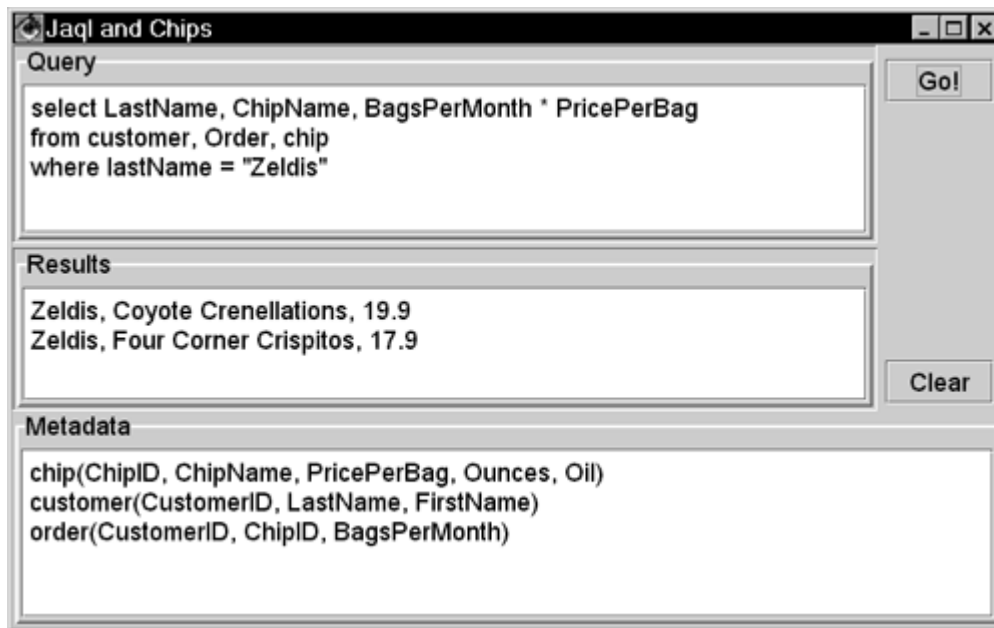 Jaql and Chips
Query
Go!
select LastName, ChipName, BagsPerMonth * PricePerBag
from customer, Order, chip
where lastName = "Zeldis"
Results
Zeldis, Coyote Crenellations, 19.9
Zeldis, Four Corner Crispitos, 17.9
Clear
Metadata
chip(ChipID, ChipName, PricePerBag, Ounces, Oil)
customer(CustomerID, LastName, FirstName)
order(CustomerID, ChipID, BagsPerMonth)